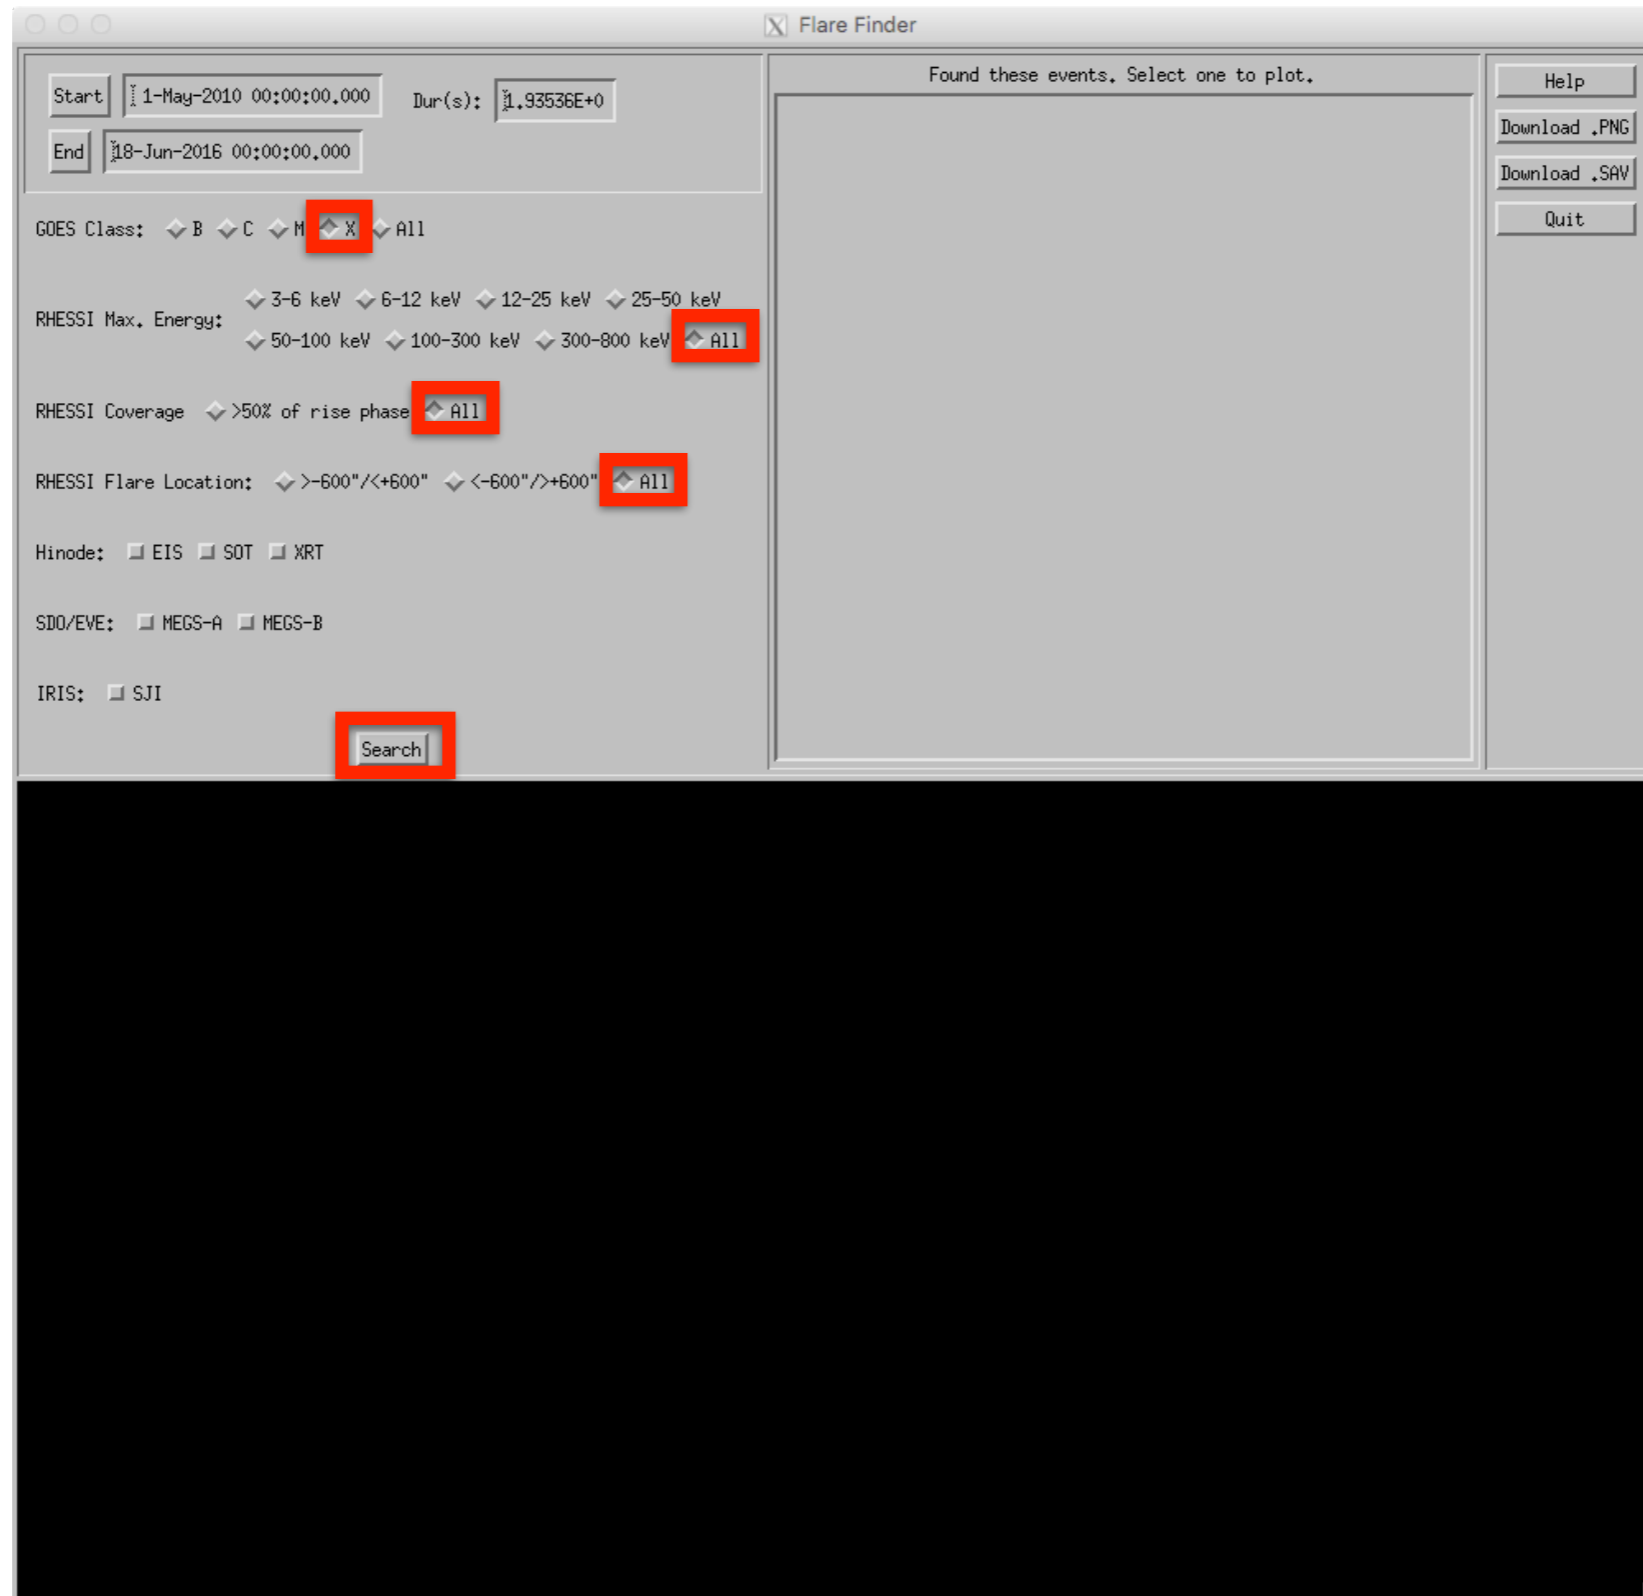 X Flare Finder
Start 1-May-2010 00:00:00.000 Dur(s): 1.93536E+0
End 18-Jun-2016 00:00:00.000
GOES Class: B C M X All
RHESSI Max. Energy: 3-6 keV 6-12 keV 12-25 keV 25-50 keV
50-100 keV 100-300 keV 300-800 keV All
RHESSI Coverage >50% of rise phase All
RHESSI Flare Location: >-600"/<+600" <-600"/>+600" All
Hinode: EIS SOT XRT
SDO/EVE: MEGS-A MEGS-B
IRIS: SJI
Search
Found these events. Select one to plot.
Help
Download .PNG
Download .SAV
Quit